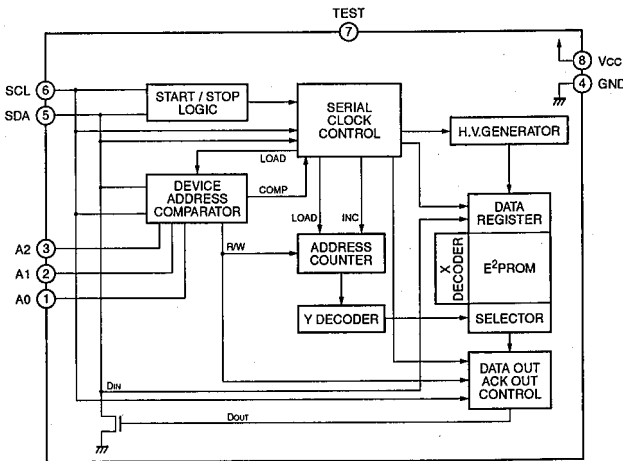 TEST
7
SCL 6
SDA 5
8 VCC
4 GND
START / STOP
LOGIC
SERIAL
CLOCK
CONTROL
H.V.GENERATOR
LOAD
DEVICE
ADDRESS
COMPARATOR
COMP
LOAD
INC
DATA
REGISTER
A2 3
A1 2
A0 1
R/W
ADDRESS
COUNTER
X
DECODER
E²PROM
Y DECODER
SELECTOR
DATA OUT
ACK OUT
CONTROL
DIN
DOUT